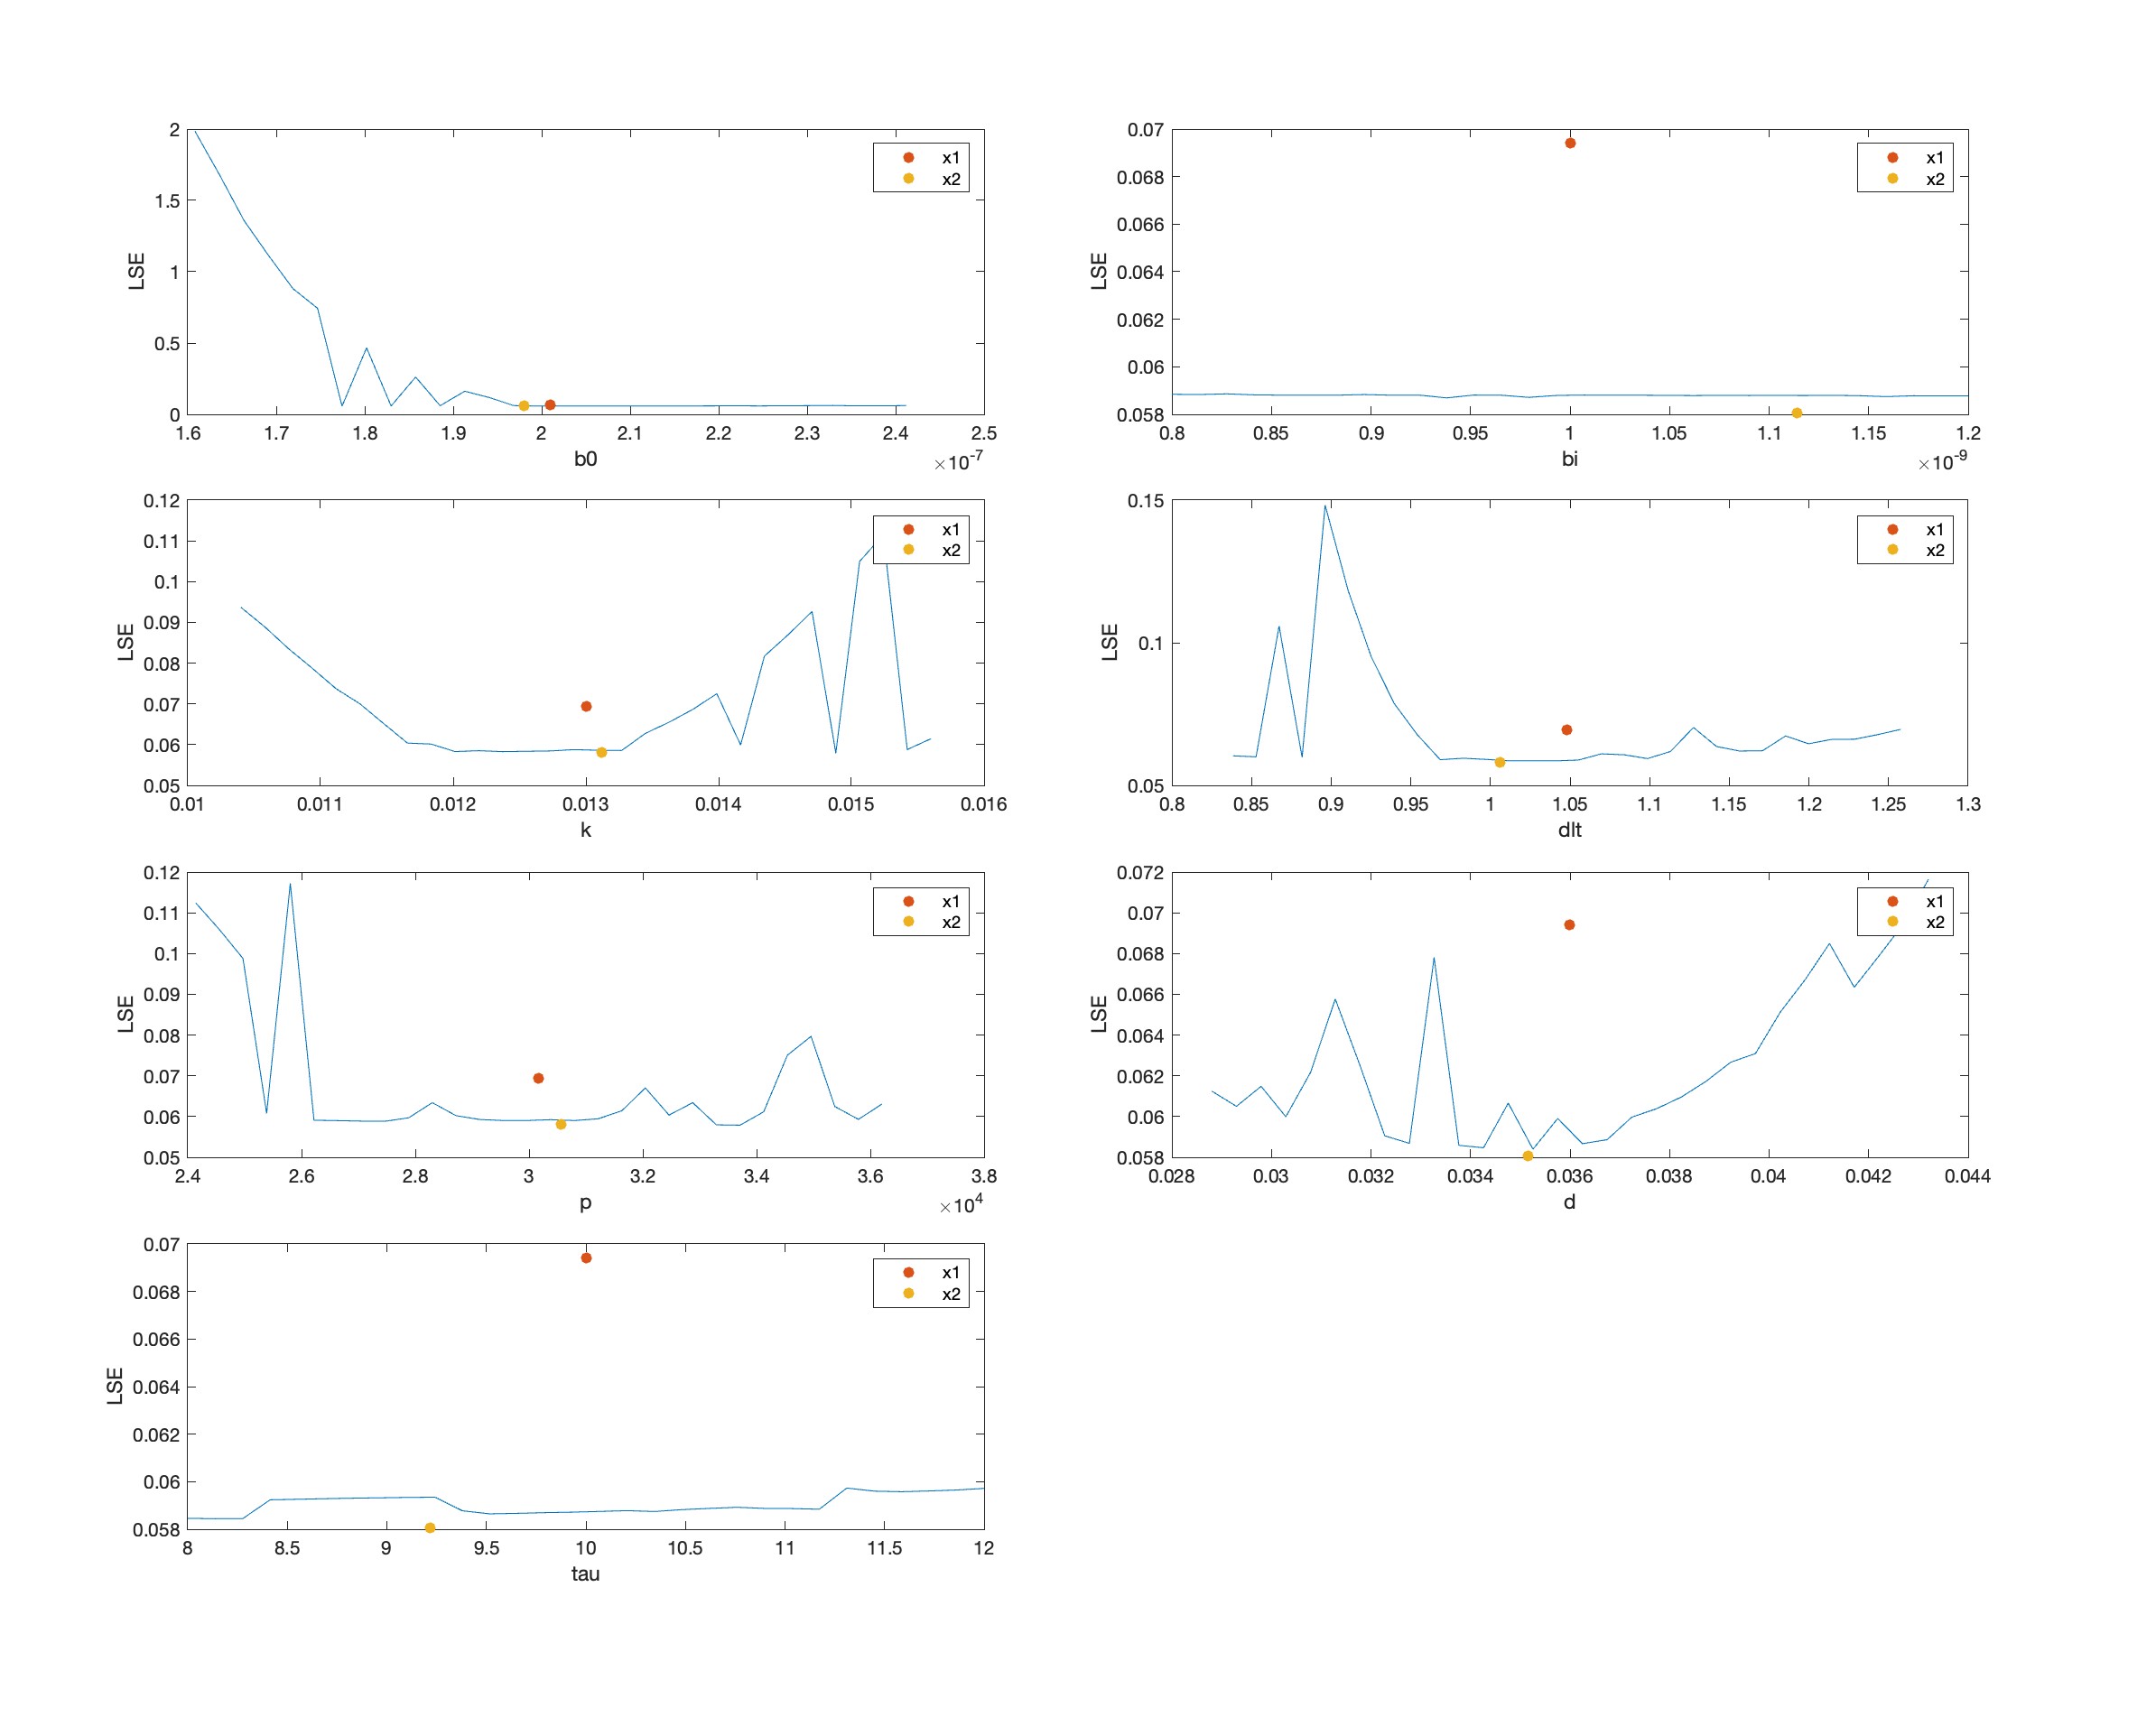 2
1.5
1
0.5
0
LSE
1.6 1.7 1.8 1.9 2 2.1 2.2 2.3 2.4 2.5
b0
×10-7
x1
x2
0.07
0.068
0.066
0.064
0.062
0.06
0.058
LSE
0.8 0.85 0.9 0.95 1 1.05 1.1 1.15 1.2
bi
×10-9
x1
x2
0.12
0.11
0.1
0.09
0.08
0.07
0.06
0.05
LSE
0.01 0.011 0.012 0.013 0.014 0.015 0.016
k
x1
x2
0.15
0.1
0.05
LSE
0.8 0.85 0.9 0.95 1 1.05 1.1 1.15 1.2 1.25 1.3
dlt
x1
x2
0.12
0.11
0.1
0.09
0.08
0.07
0.06
0.05
LSE
2.4 2.6 2.8 3 3.2 3.4 3.6 3.8
p
×104
x1
x2
0.072
0.07
0.068
0.066
0.064
0.062
0.06
0.058
LSE
0.028 0.03 0.032 0.034 0.036 0.038 0.04 0.042 0.044
d
x1
x2
0.07
0.068
0.066
0.064
0.062
0.06
0.058
LSE
8 8.5 9 9.5 10 10.5 11 11.5 12
tau
x1
x2